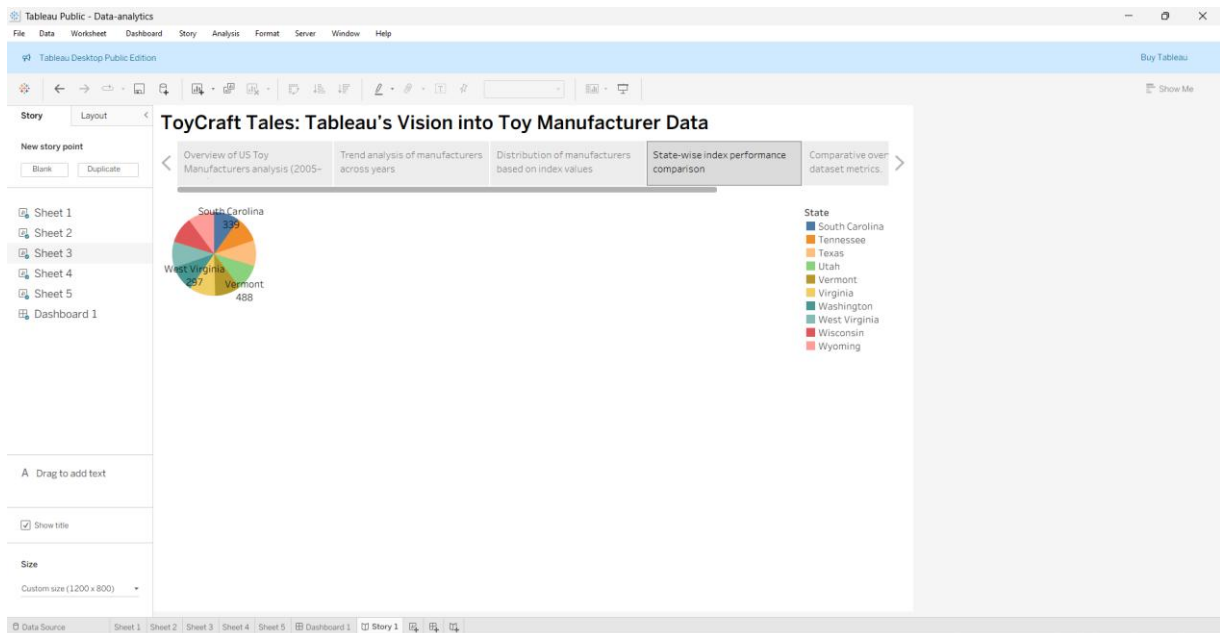 Tableau Public - Data-analytics
File Data Worksheet Dashboard Story Analysis Format Server Window Help
Tableau Desktop Public Edition
Buy Tableau
Show Me
Story Layout
New story point
Blank Duplicate
Sheet 1
Sheet 2
Sheet 3
Sheet 4
Sheet 5
Dashboard 1
A Drag to add text
Show title
Size
Custom size (1200 x 800)
ToyCraft Tales: Tableau's Vision into Toy Manufacturer Data
Overview of US Toy
Manufacturers analysis (2005–
Trend analysis of manufacturers
across years
Distribution of manufacturers
based on index values
State-wise index performance
comparison
Comparative over
dataset metrics.
South Carolina
339
West Virginia
297
Vermont
488
State
South Carolina
Tennessee
Texas
Utah
Vermont
Virginia
Washington
West Virginia
Wisconsin
Wyoming
Data Source Sheet 1 Sheet 2 Sheet 3 Sheet 4 Sheet 5 Dashboard 1 Story 1